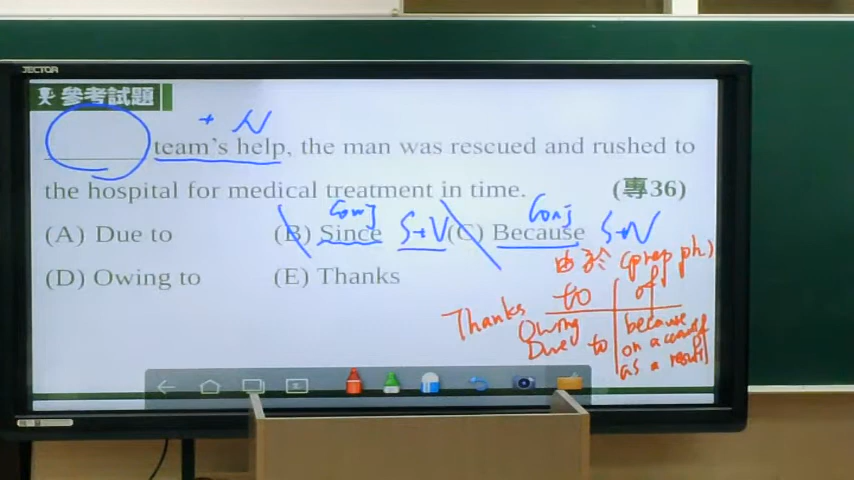 JECTOR
參考試題
+ N
team's help, the man was rescued and rushed to
the hospital for medical treatment in time. (專36)
Conj Conj
(A) Due to (B) Since S+V (C) Because S+V
(D) Owing to (E) Thanks
由於 (prep ph.)
to of
Thanks
Owing
Due to
because
on account
as a result